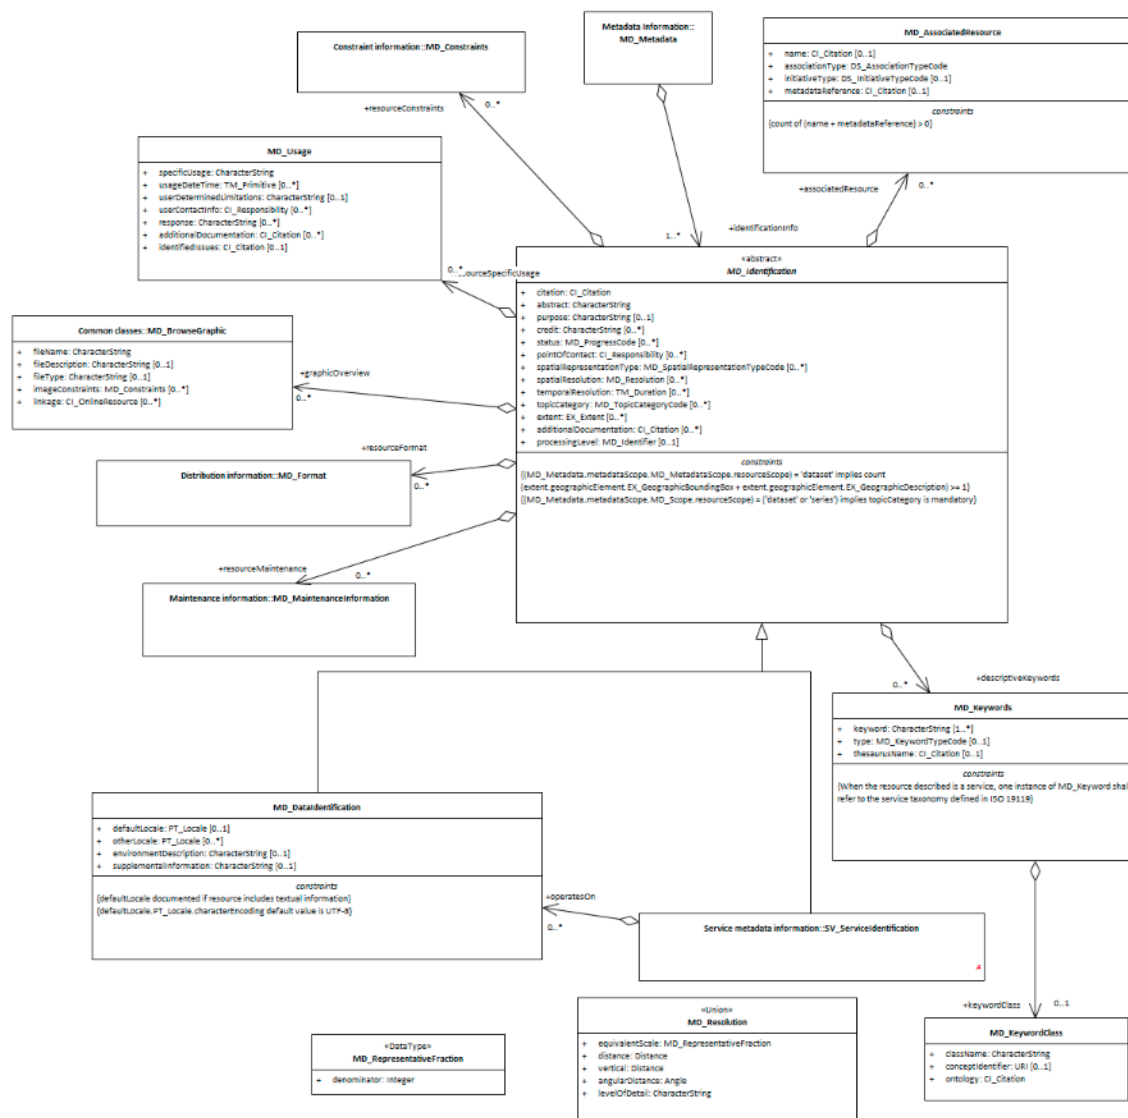 Constraint information::MD_Constraints
+resourceConstraints
0..*
Metadata Information::
MD_Metadata
1..*
+identificationInfo
MD_AssociatedResource
+ name: CI_Citation [0..1]
+ associationType: DS_AssociationTypeCode
+ initiativeType: DS_InitiativeTypeCode [0..1]
+ metadataReference: CI_Citation [0..1]
constraints
{count of (name + metadataReference) > 0}
+associatedResource
0..*
MD_Usage
+ specificUsage: CharacterString
+ usageDateTime: TM_Primitive [0..*]
+ userDeterminedLimitations: CharacterString [0..1]
+ userContactInfo: CI_Responsibility [0..*]
+ response: CharacterString [0..*]
+ additionalDocumentation: CI_Citation [0..*]
+ identifiedIssues: CI_Citation [0..1]
0..*
ourceSpecificUsage
«abstract»
MD_Identification
+ citation: CI_Citation
+ abstract: CharacterString
+ purpose: CharacterString [0..1]
+ credit: CharacterString [0..*]
+ status: MD_ProgressCode [0..*]
+ pointOfContact: CI_Responsibility [0..*]
+ spatialRepresentationType: MD_SpatialRepresentationTypeCode [0..*]
+ spatialResolution: MD_Resolution [0..*]
+ temporalResolution: TM_Duration [0..*]
+ topicCategory: MD_TopicCategoryCode [0..*]
+ extent: EX_Extent [0..*]
+ additionalDocumentation: CI_Citation [0..*]
+ processingLevel: MD_Identifier [0..1]
constraints
{(MD_Metadata.metadataScope.MD_MetadataScope.resourceScope) = 'dataset' implies count
(extent.geographicElement.EX_GeographicBoundingBox + extent.geographicElement.EX_GeographicDescription) >= 1}
{(MD_Metadata.metadataScope.MD_Scope.resourceScope) = ('dataset' or 'series') implies topicCategory is mandatory}
Common classes::MD_BrowseGraphic
+ fileName: CharacterString
+ fileDescription: CharacterString [0..1]
+ fileType: CharacterString [0..1]
+ imageConstraints: MD_Constraints [0..*]
+ linkage: CI_OnlineResource [0..*]
+graphicOverview
0..*
+resourceFormat
0..*
Distribution information::MD_Format
+resourceMaintenance
0..*
Maintenance information::MD_MaintenanceInformation
0..*
+descriptiveKeywords
MD_Keywords
+ keyword: CharacterString [1..*]
+ type: MD_KeywordTypeCode [0..1]
+ thesaurusName: CI_Citation [0..1]
constraints
{When the resource described is a service, one instance of MD_Keyword shal
refer to the service taxonomy defined in ISO 19119}
MD_DataIdentification
+ defaultLocale: PT_Locale [0..1]
+ otherLocale: PT_Locale [0..*]
+ environmentDescription: CharacterString [0..1]
+ supplementalInformation: CharacterString [0..1]
constraints
{defaultLocale documented if resource includes textual information}
{defaultLocale.PT_Locale.characterEncoding default value is UTF-8}
+operatesOn
0..*
Service metadata information::SV_ServiceIdentification
A
+keywordClass
0..1
MD_KeywordClass
+ className: CharacterString
+ conceptIdentifier: URI [0..1]
+ ontology: CI_Citation
«Union»
MD_Resolution
+ equivalentScale: MD_RepresentativeFraction
+ distance: Distance
+ vertical: Distance
+ angularDistance: Angle
+ levelOfDetail: CharacterString
«DataType»
MD_RepresentativeFraction
+ denominator: Integer